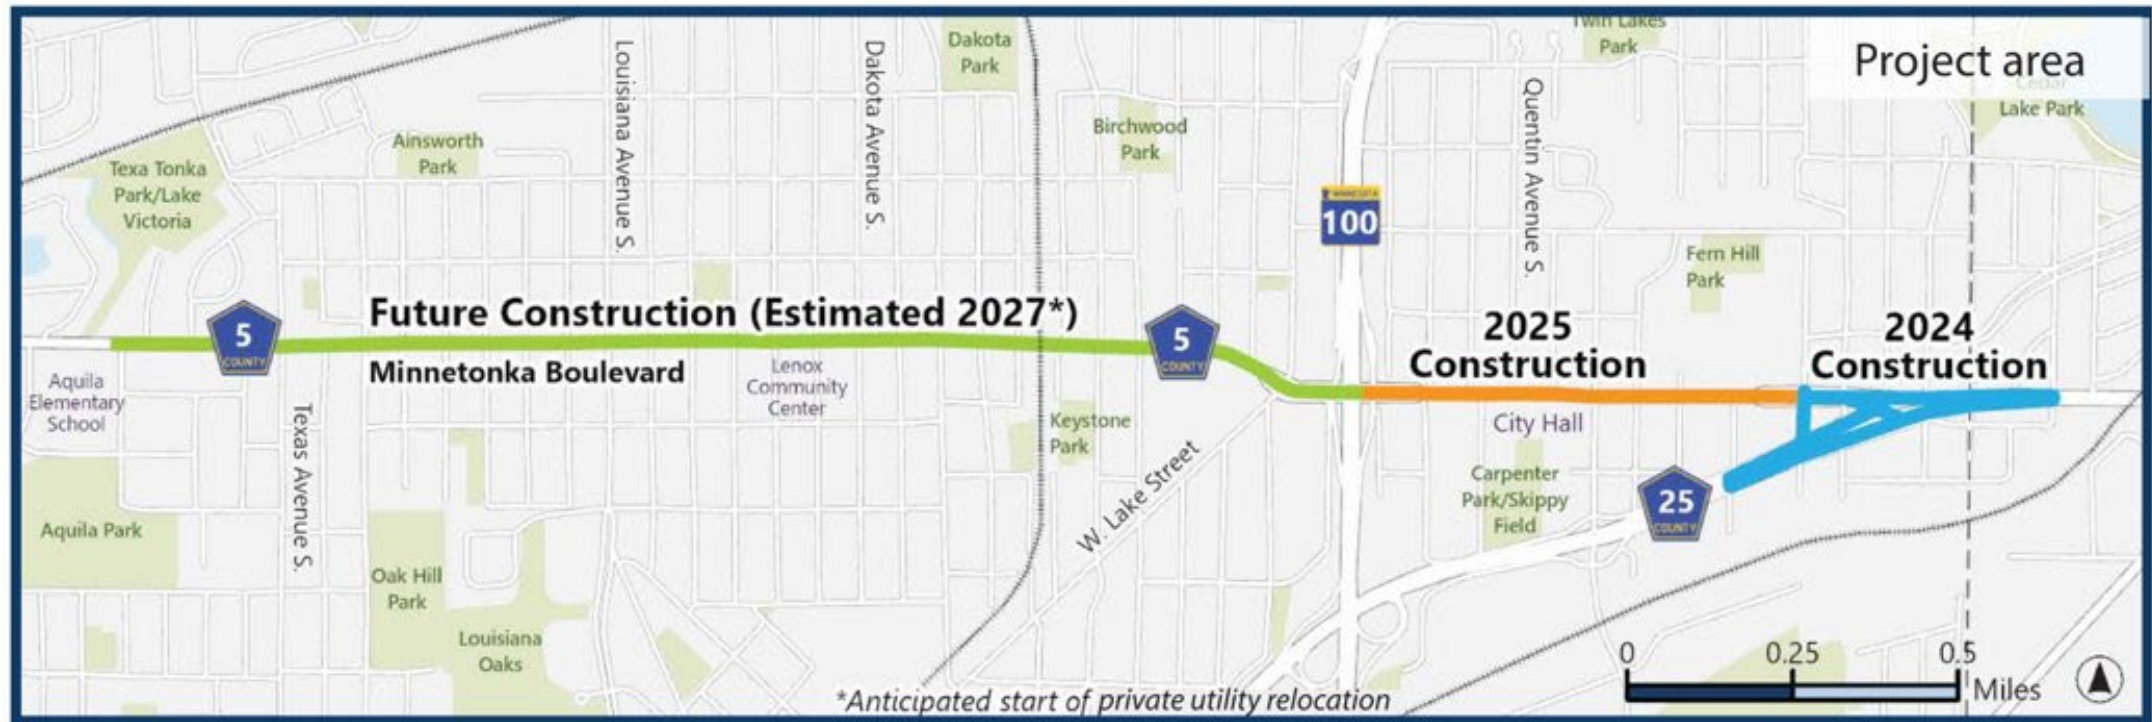 Twin Lakes
Park
Project area
Cedar
Lake Park
Dakota
Park
Louisiana Avenue S.
Dakota Avenue S.
Quentin Avenue S.
Birchwood
Park
Ainsworth
Park
Texa Tonka
Park/Lake
Victoria
MINNESOTA
100
Fern Hill
Park
Future Construction (Estimated 2027*)
5
COUNTY
5
COUNTY
2025
Construction
2024
Construction
Minnetonka Boulevard
Lenox
Community
Center
Aquila
Elementary
School
Texas Avenue S.
Keystone
Park
City Hall
W. Lake Street
Carpenter
Park/Skippy
Field
25
COUNTY
Aquila Park
Oak Hill
Park
Louisiana
Oaks
0 0.25 0.5
Miles
*Anticipated start of private utility relocation